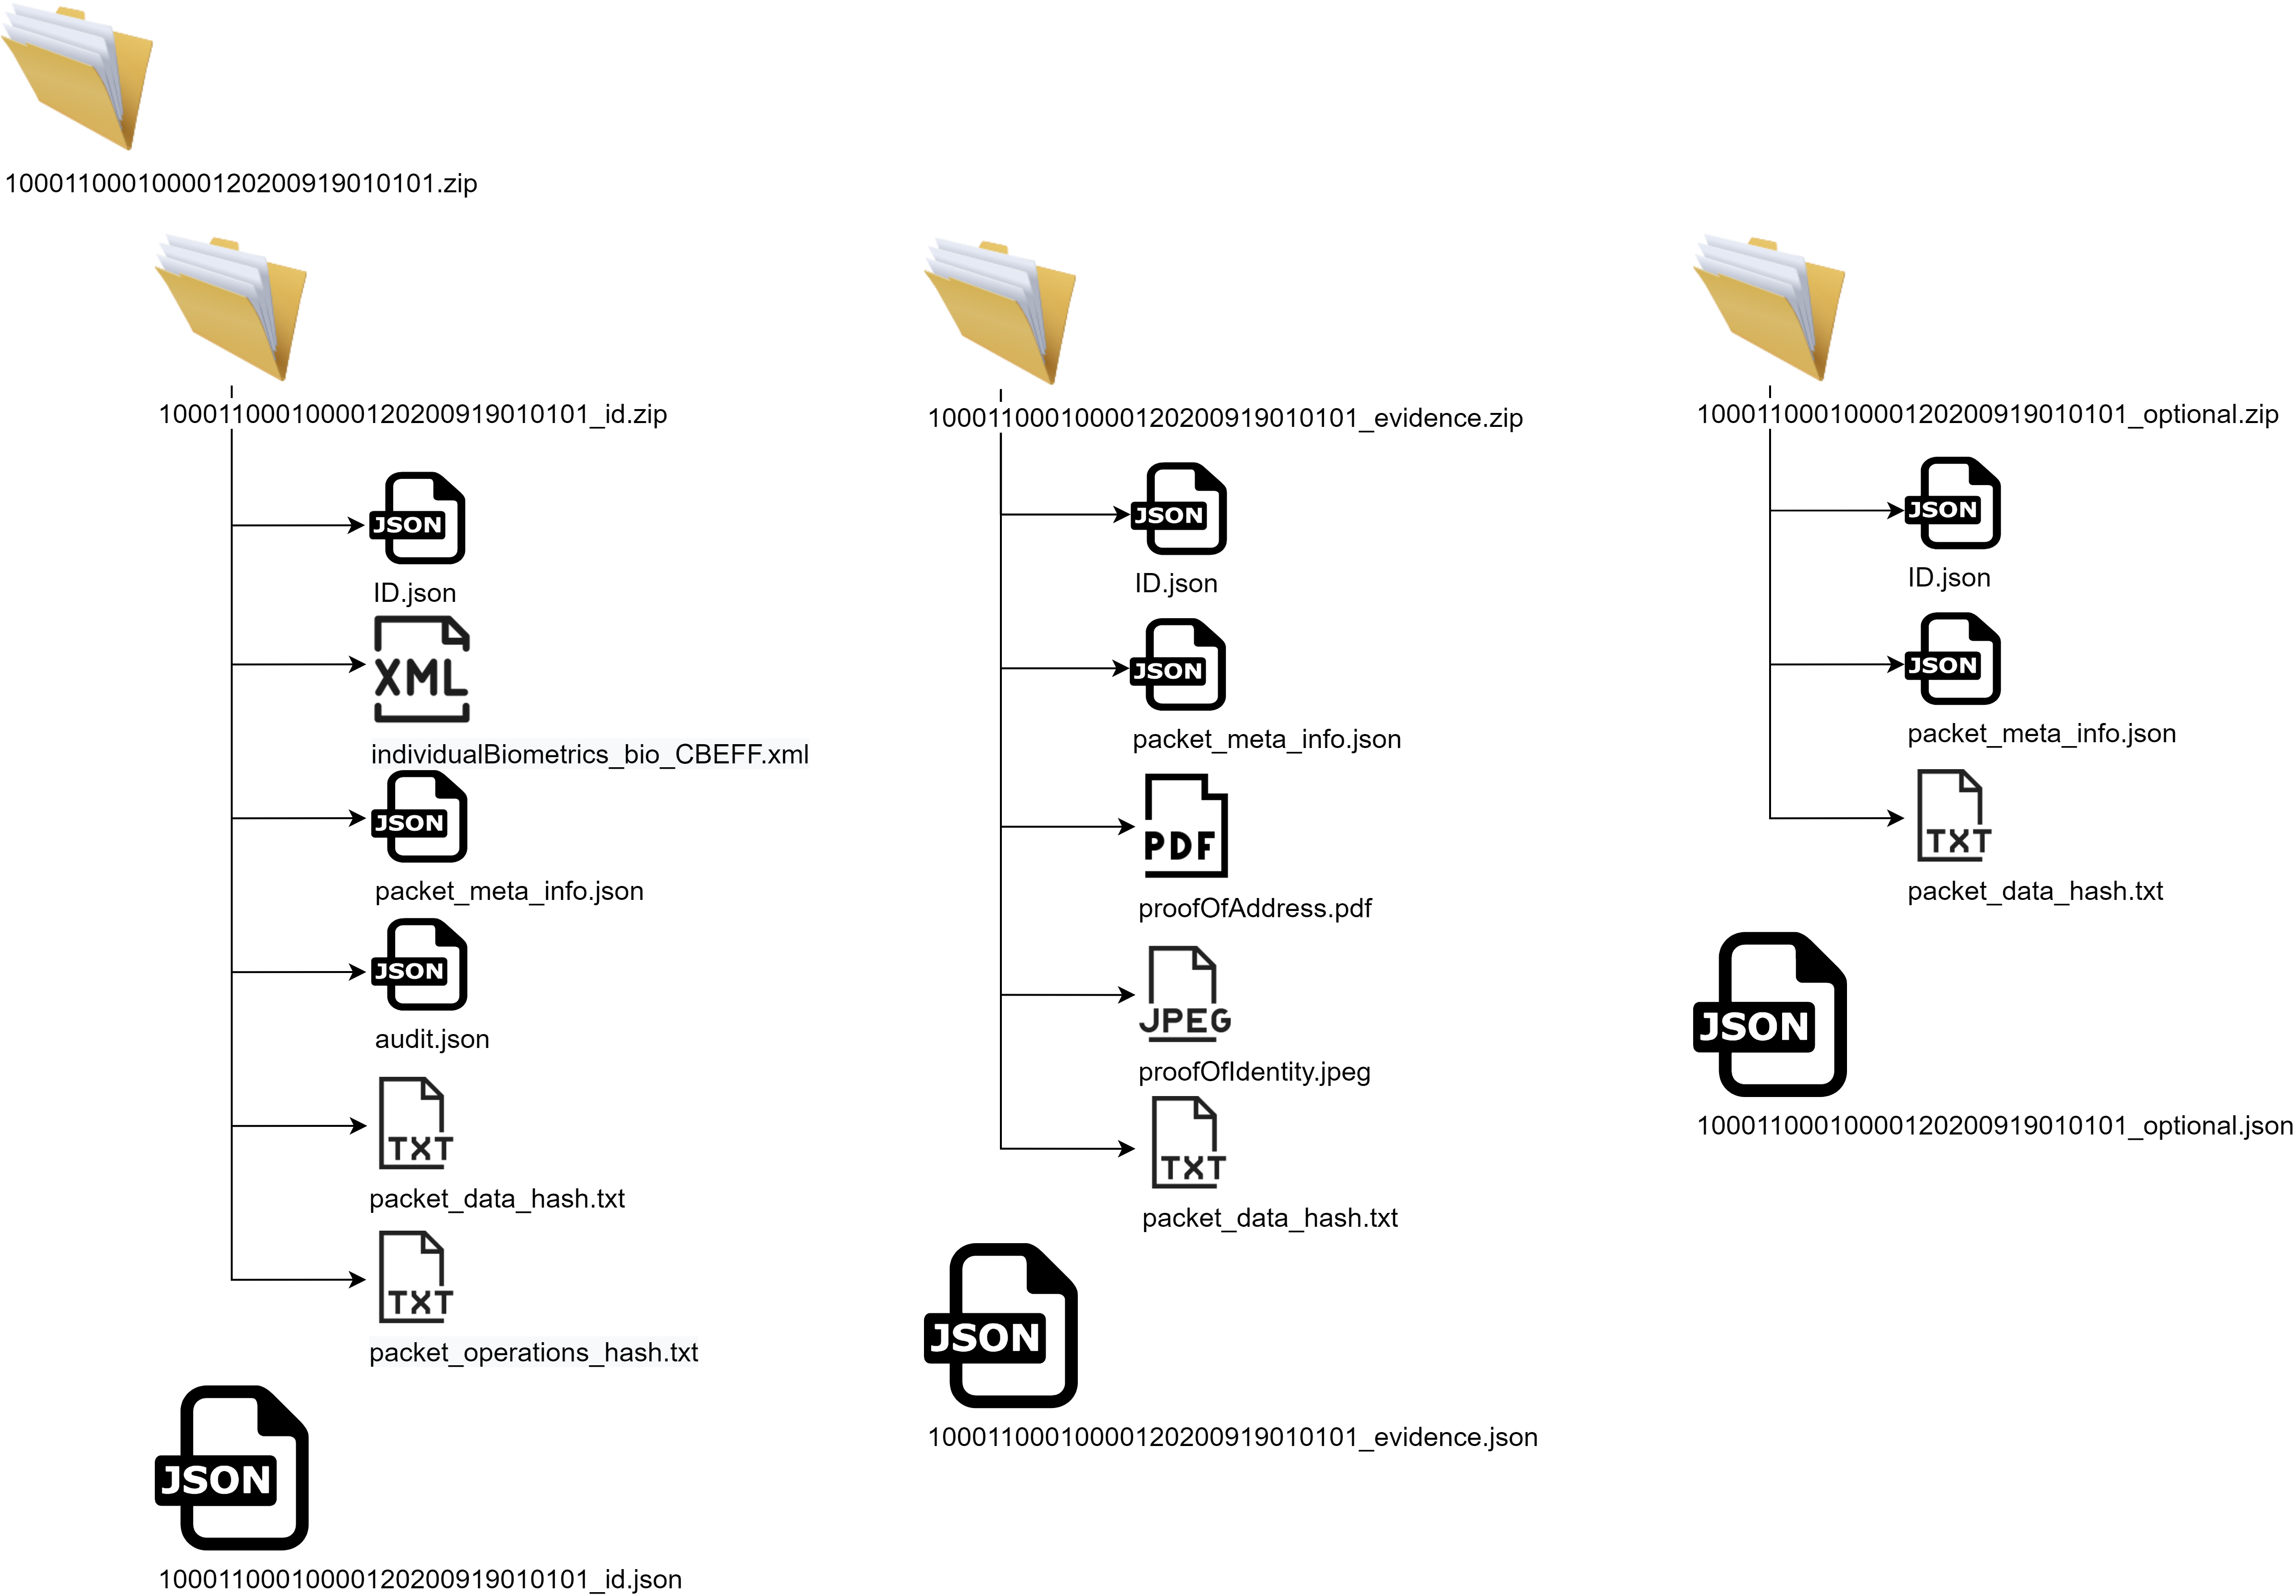 10001100010000120200919010101.zip
10001100010000120200919010101_id.zip
JSON
ID.json
XML
individualBiometrics_bio_CBEFF.xml
JSON
packet_meta_info.json
JSON
audit.json
TXT
packet_data_hash.txt
TXT
packet_operations_hash.txt
JSON
10001100010000120200919010101_id.json
10001100010000120200919010101_evidence.zip
JSON
ID.json
JSON
packet_meta_info.json
PDF
proofOfAddress.pdf
JPEG
proofOfIdentity.jpeg
TXT
packet_data_hash.txt
JSON
10001100010000120200919010101_evidence.json
10001100010000120200919010101_optional.zip
JSON
ID.json
JSON
packet_meta_info.json
TXT
packet_data_hash.txt
JSON
10001100010000120200919010101_optional.json